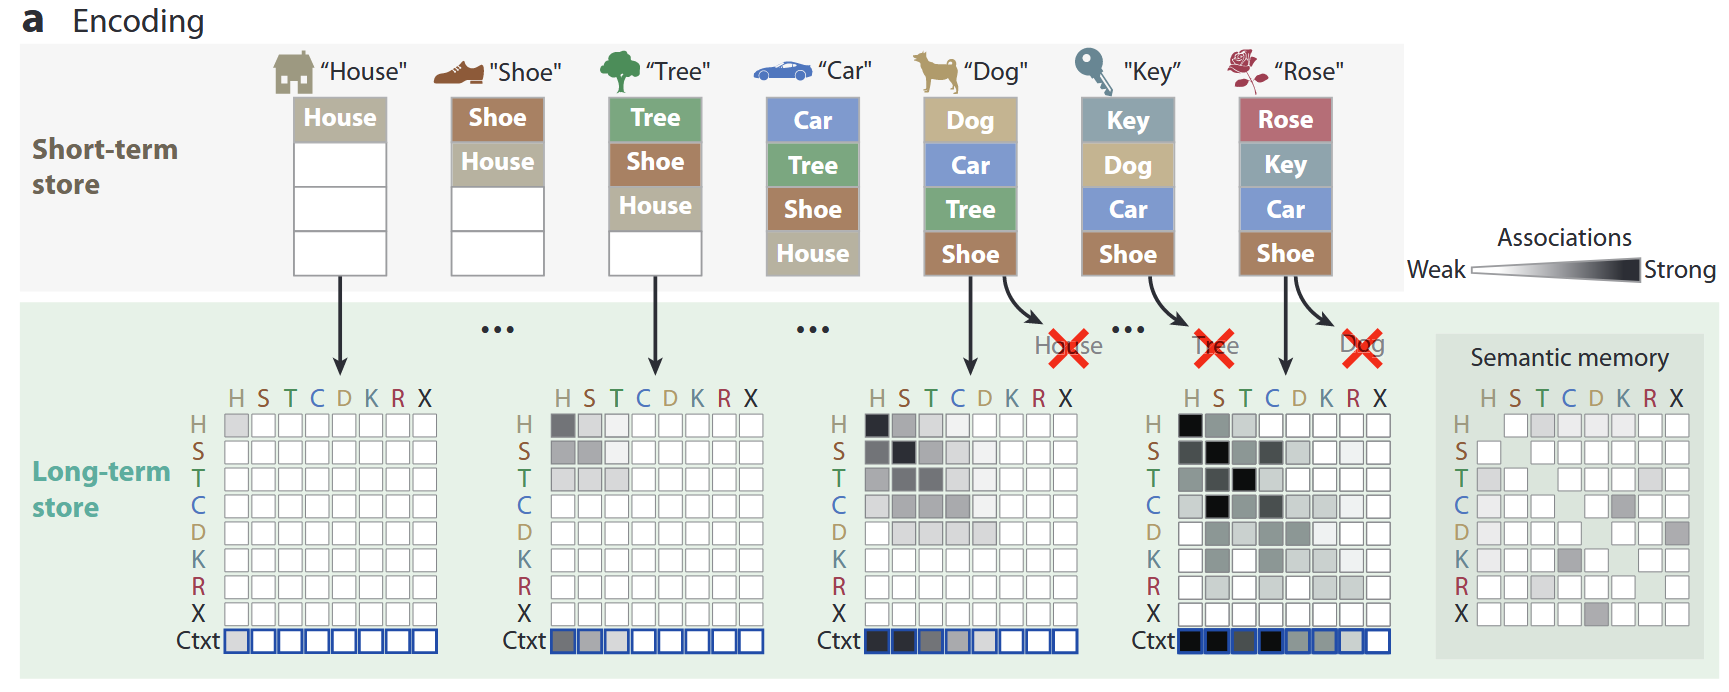 a Encoding
“House" "Shoe" “Tree" “Car" “Dog" "Key” “Rose"
House Shoe Tree Car Dog Key Rose
House Shoe Tree Car Dog Key
House Shoe Tree Car Car
House Shoe Shoe Shoe
Short-term
store
Associations
Weak Strong
... ... ...
House Tree Dog
Semantic memory
Long-term
store
H S T C D K R X
H
S
T
C
D
K
R
X
Ctxt
H S T C D K R X
H
S
T
C
D
K
R
X
Ctxt
H S T C D K R X
H
S
T
C
D
K
R
X
Ctxt
H S T C D K R X
H
S
T
C
D
K
R
X
Ctxt
H S T C D K R X
H
S
T
C
D
K
R
X